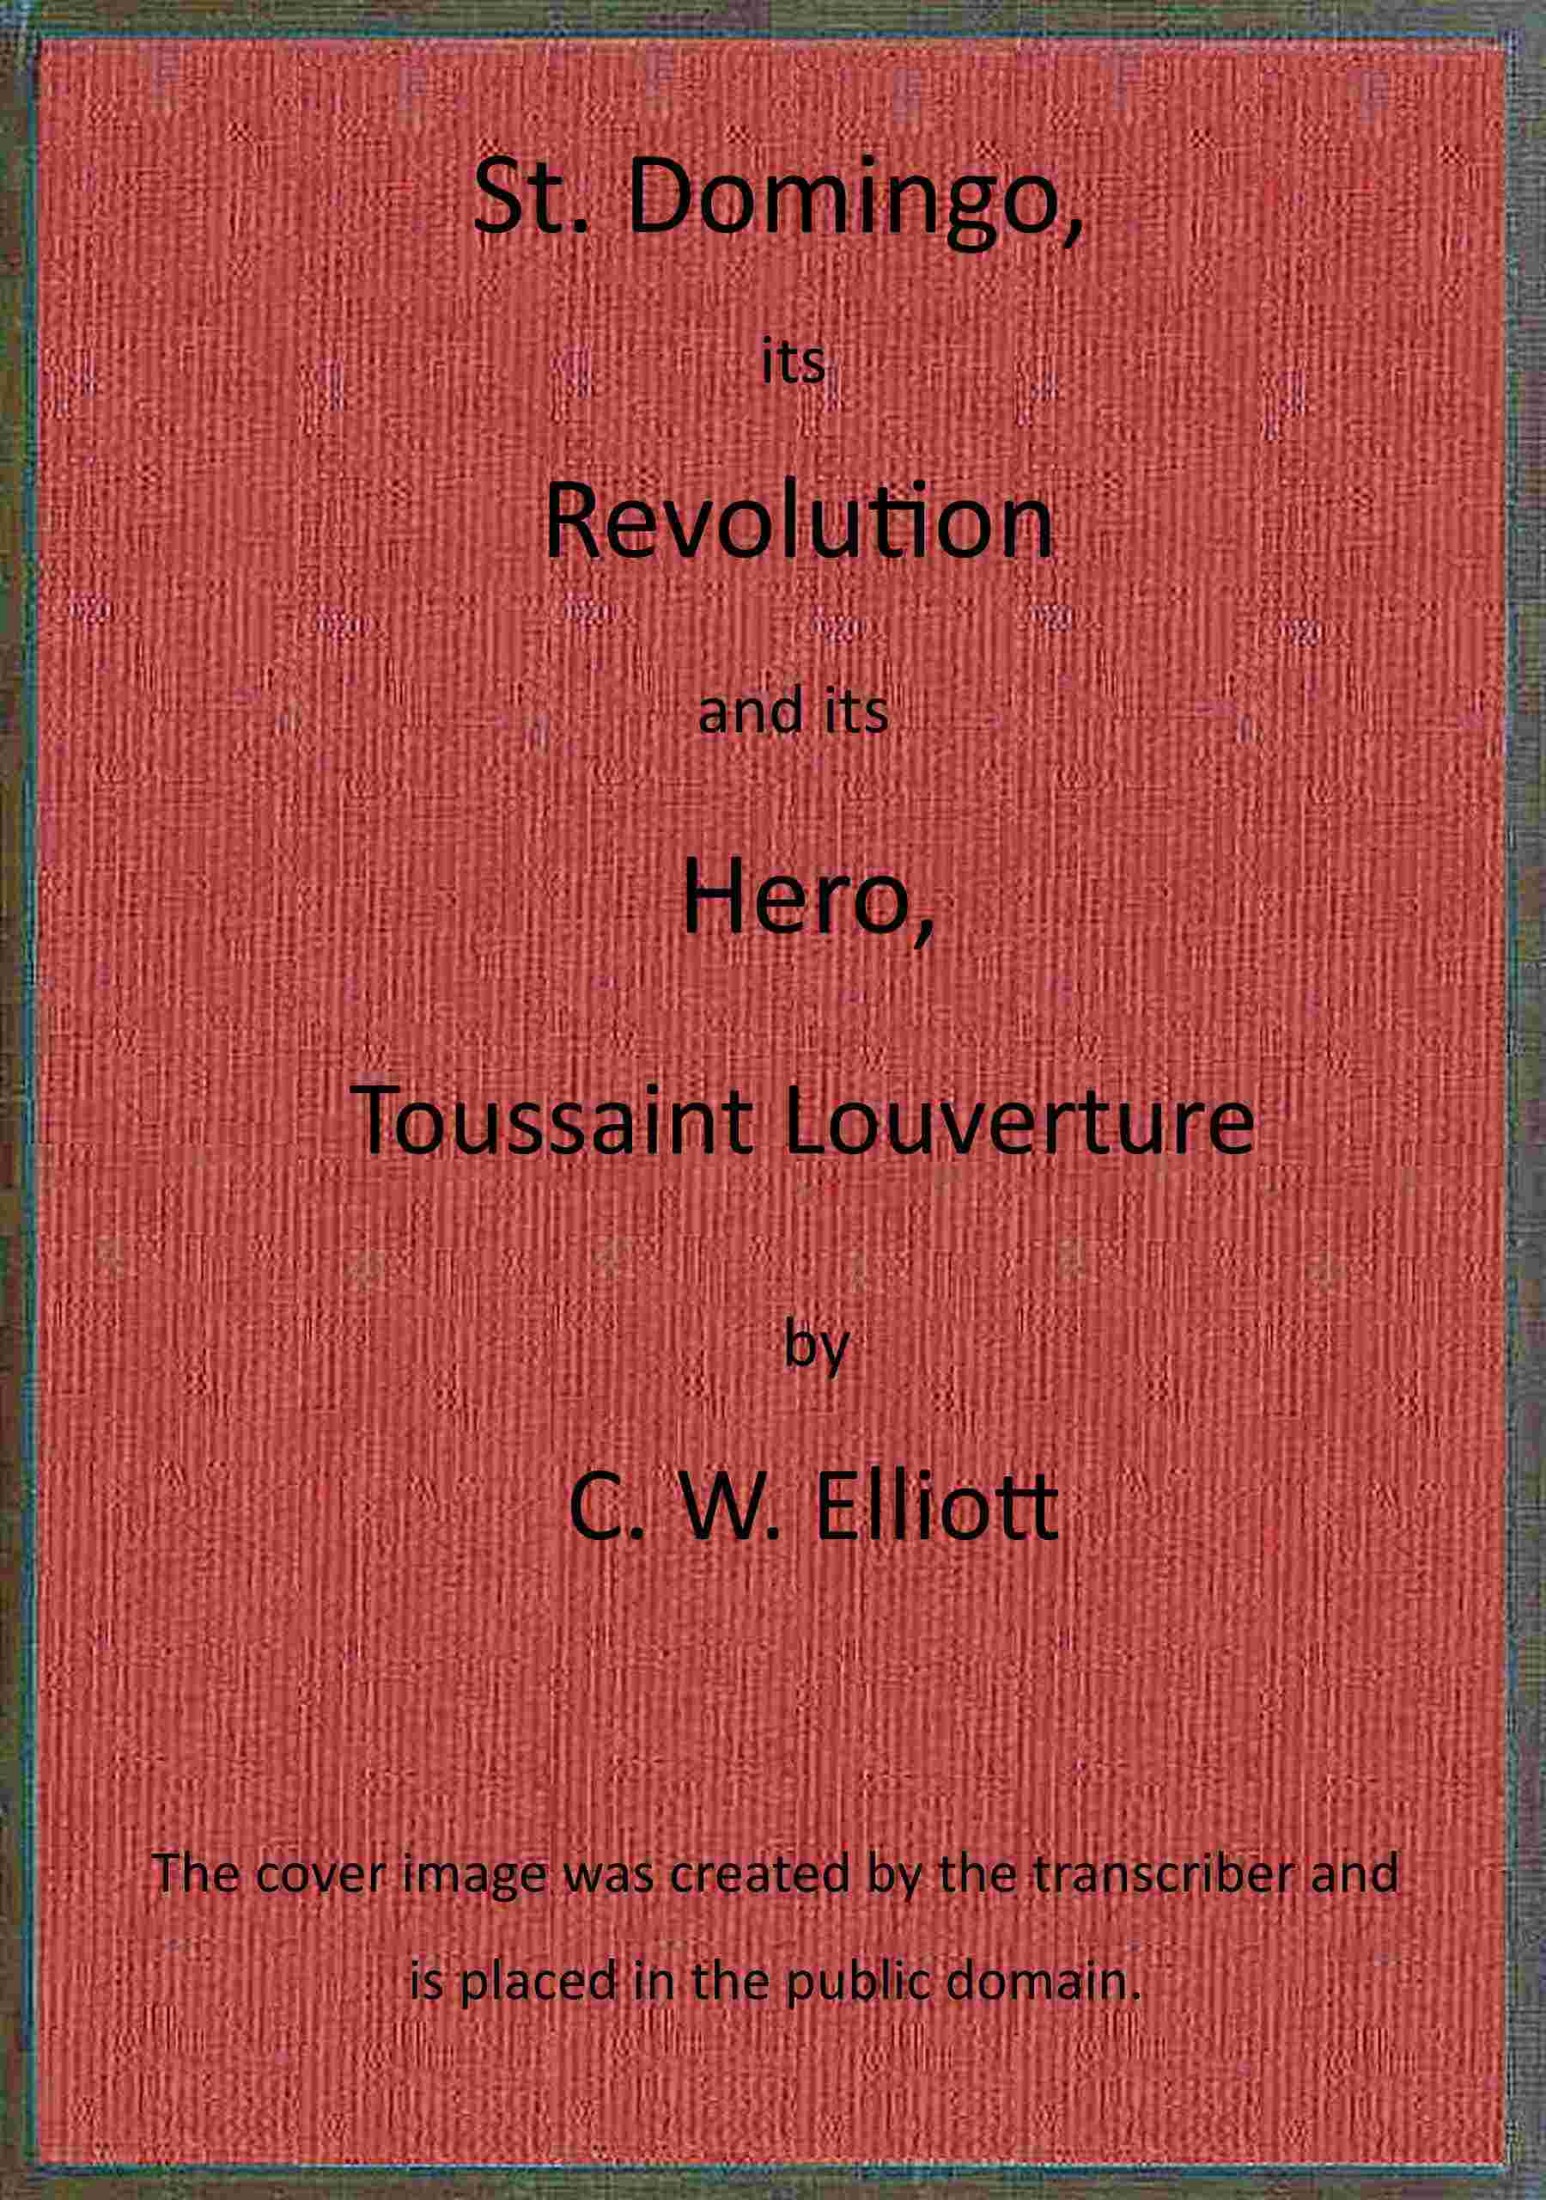 St. Domingo,
its
Revolution
and its
Hero,
Toussaint Louverture
by
C. W. Elliott
The cover image was created by the transcriber and
is placed in the public domain.